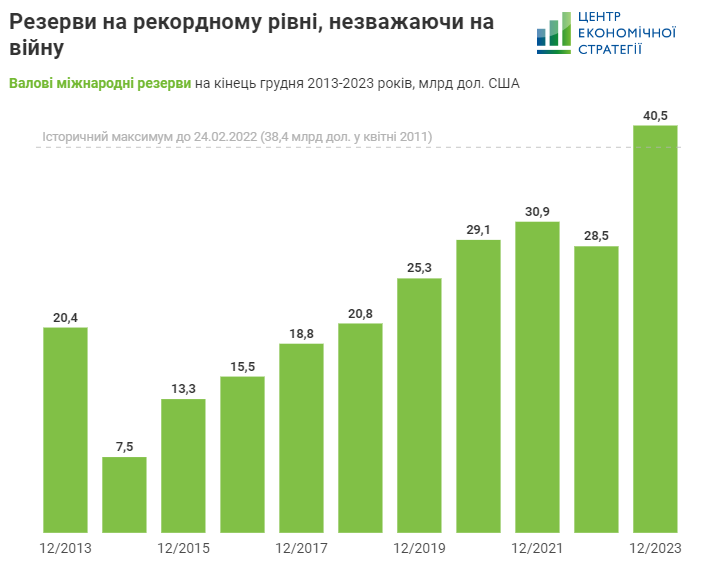 Резерви на рекордному рівні, незважаючи на
війну
ЦЕНТР
ЕКОНОМІЧНОЇ
СТРАТЕГІЇ
Валові міжнародні резерви на кінець грудня 2013-2023 років, млрд дол. США
40,5
Історичний максимум до 24.02.2022 (38,4 млрд дол. у квітні 2011)
30,9
29,1
28,5
25,3
20,4
20,8
18,8
15,5
13,3
7,5
12/2013 12/2015 12/2017 12/2019 12/2021 12/2023